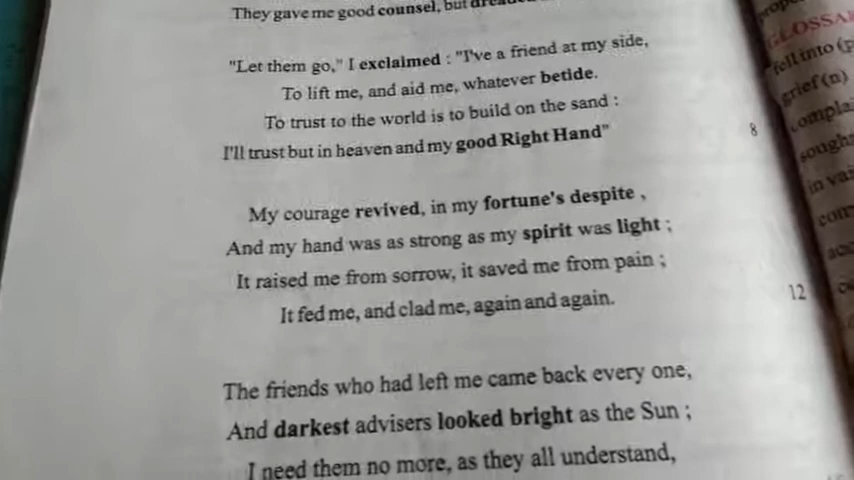 They gave me good counsel, but
"Let them go," I exclaimed : "I've a friend at my side,
To lift me, and aid me, whatever betide.
To trust to the world is to build on the sand :
I'll trust but in heaven and my good Right Hand"
8
My courage revived, in my fortune's despite ,
And my hand was as strong as my spirit was light ;
It raised me from sorrow, it saved me from pain ;
It fed me, and clad me, again and again.
12
The friends who had left me came back every one,
And darkest advisers looked bright as the Sun ;
I need them no more, as they all understand,
fell into
grief (n)